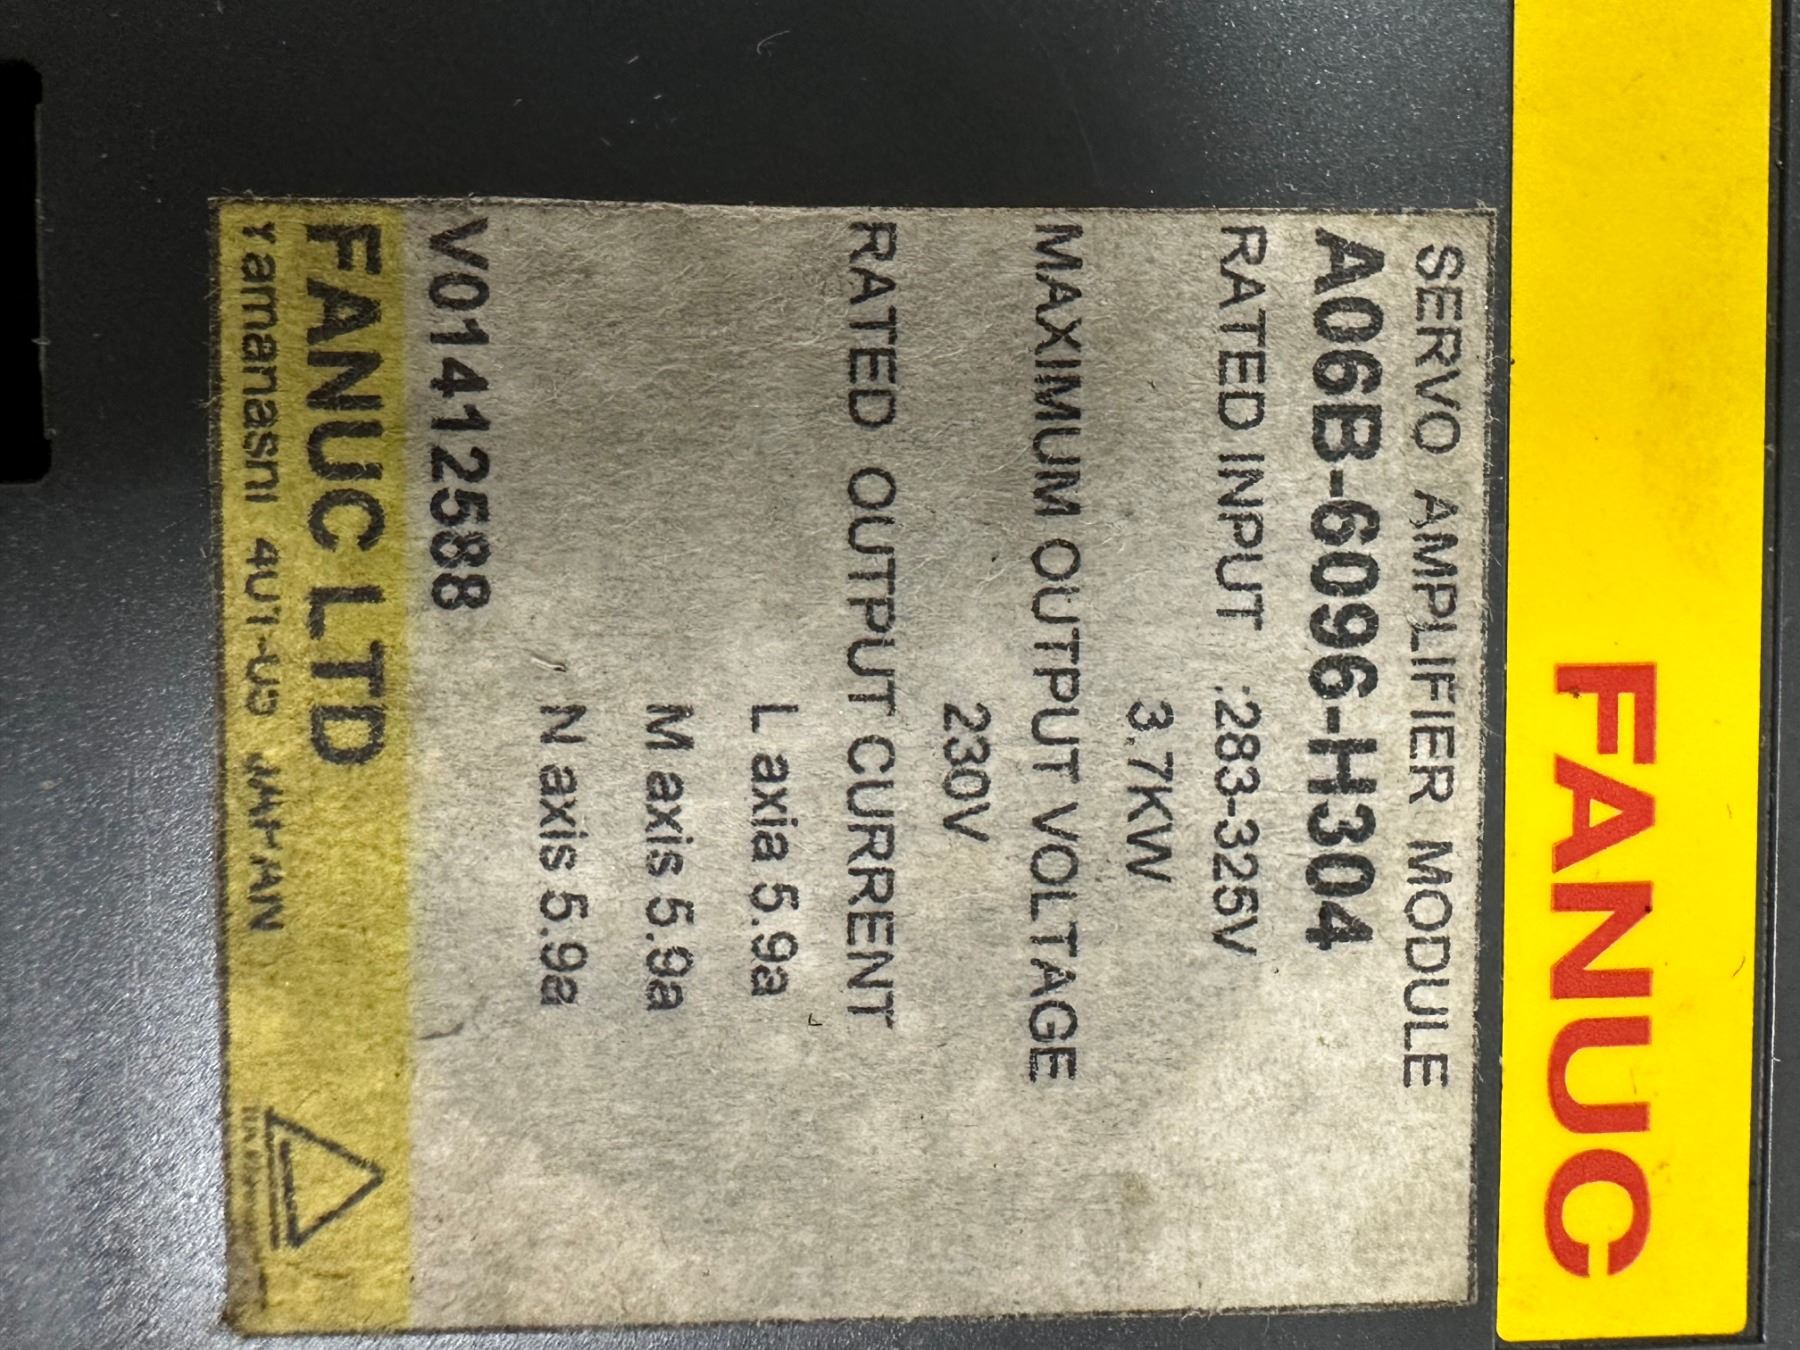 FANUC
SERVO AMPLIFIER MODULE
A06B-6096-H304
RATED INPUT :283-325V
3.7KW
MAXIMUM OUTPUT VOLTAGE
230V
RATED OUTPUT CURRENT
L axia 5.9a
M axis 5.9a
N axis 5.9a
V01412588
FANUC LTD